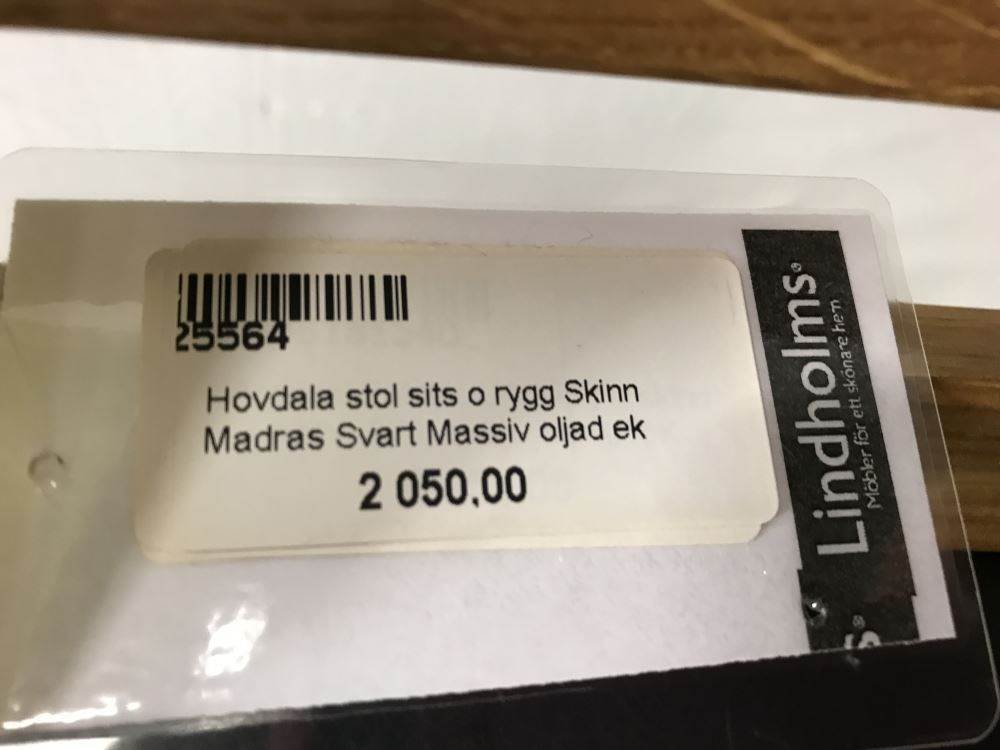 25564
Hovdala stol sits o rygg Skinn
Madras Svart Massiv oljad ek
2 050,00
Lindholms®
Möbler för ett skönare hem
s®